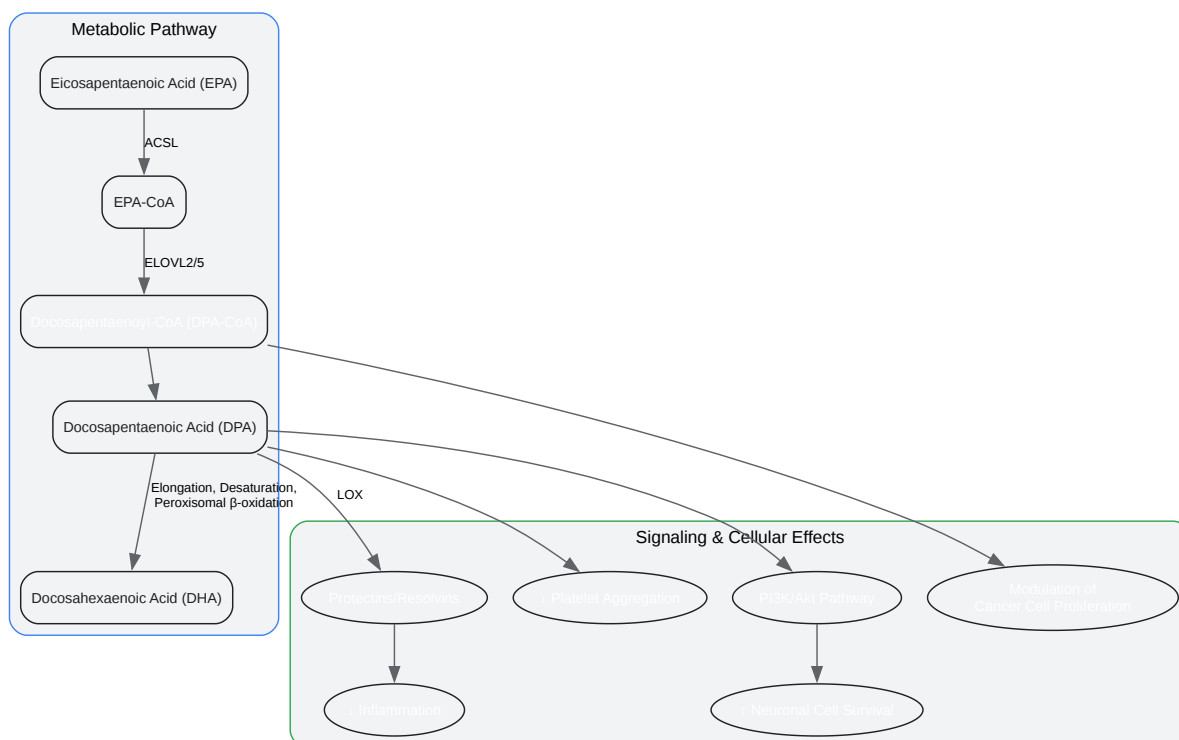 Metabolic Pathway
Eicosapentaenoic Acid (EPA)
ACSL
EPA-CoA
ELOVL2/5
Docosapentaenoyl-CoA (DPA-CoA)
Docosapentaenoic Acid (DPA)
Elongation, Desaturation,
Peroxisomal β-oxidation
LOX
Docosahexaenoic Acid (DHA)
Signaling & Cellular Effects
Protectins/Resolvins
↓ Platelet Aggregation
PI3K/Akt Pathway
Modulation of
Cancer Cell Proliferation
↓ Inflammation
↑ Neuronal Cell Survival